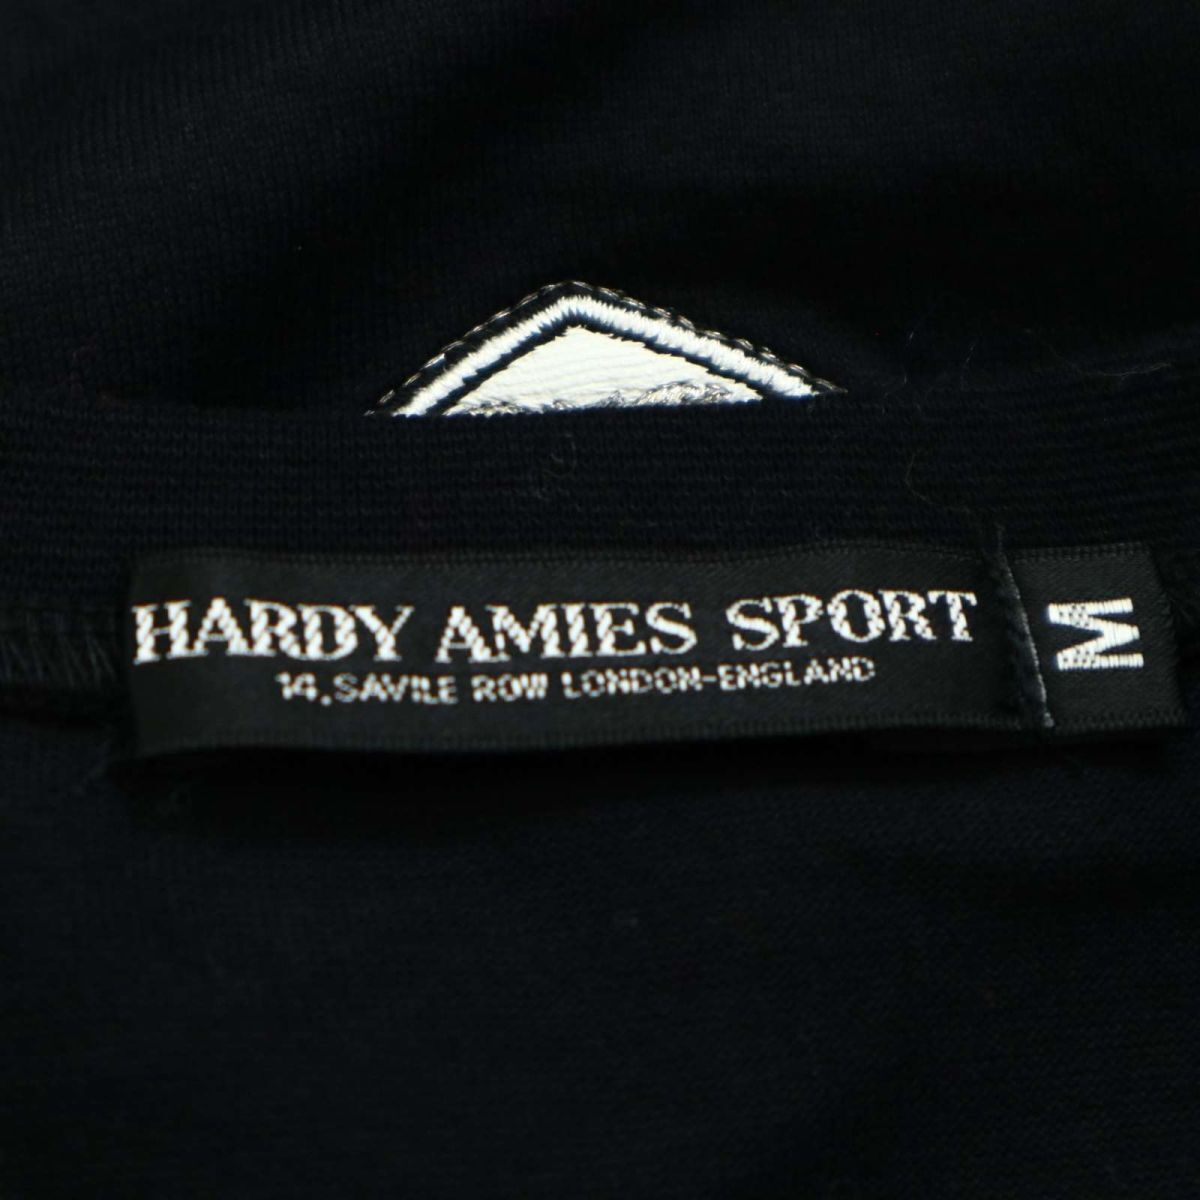 HARDY AMIES SPORT
14, SAVILE ROW LONDON-ENGLAND
M